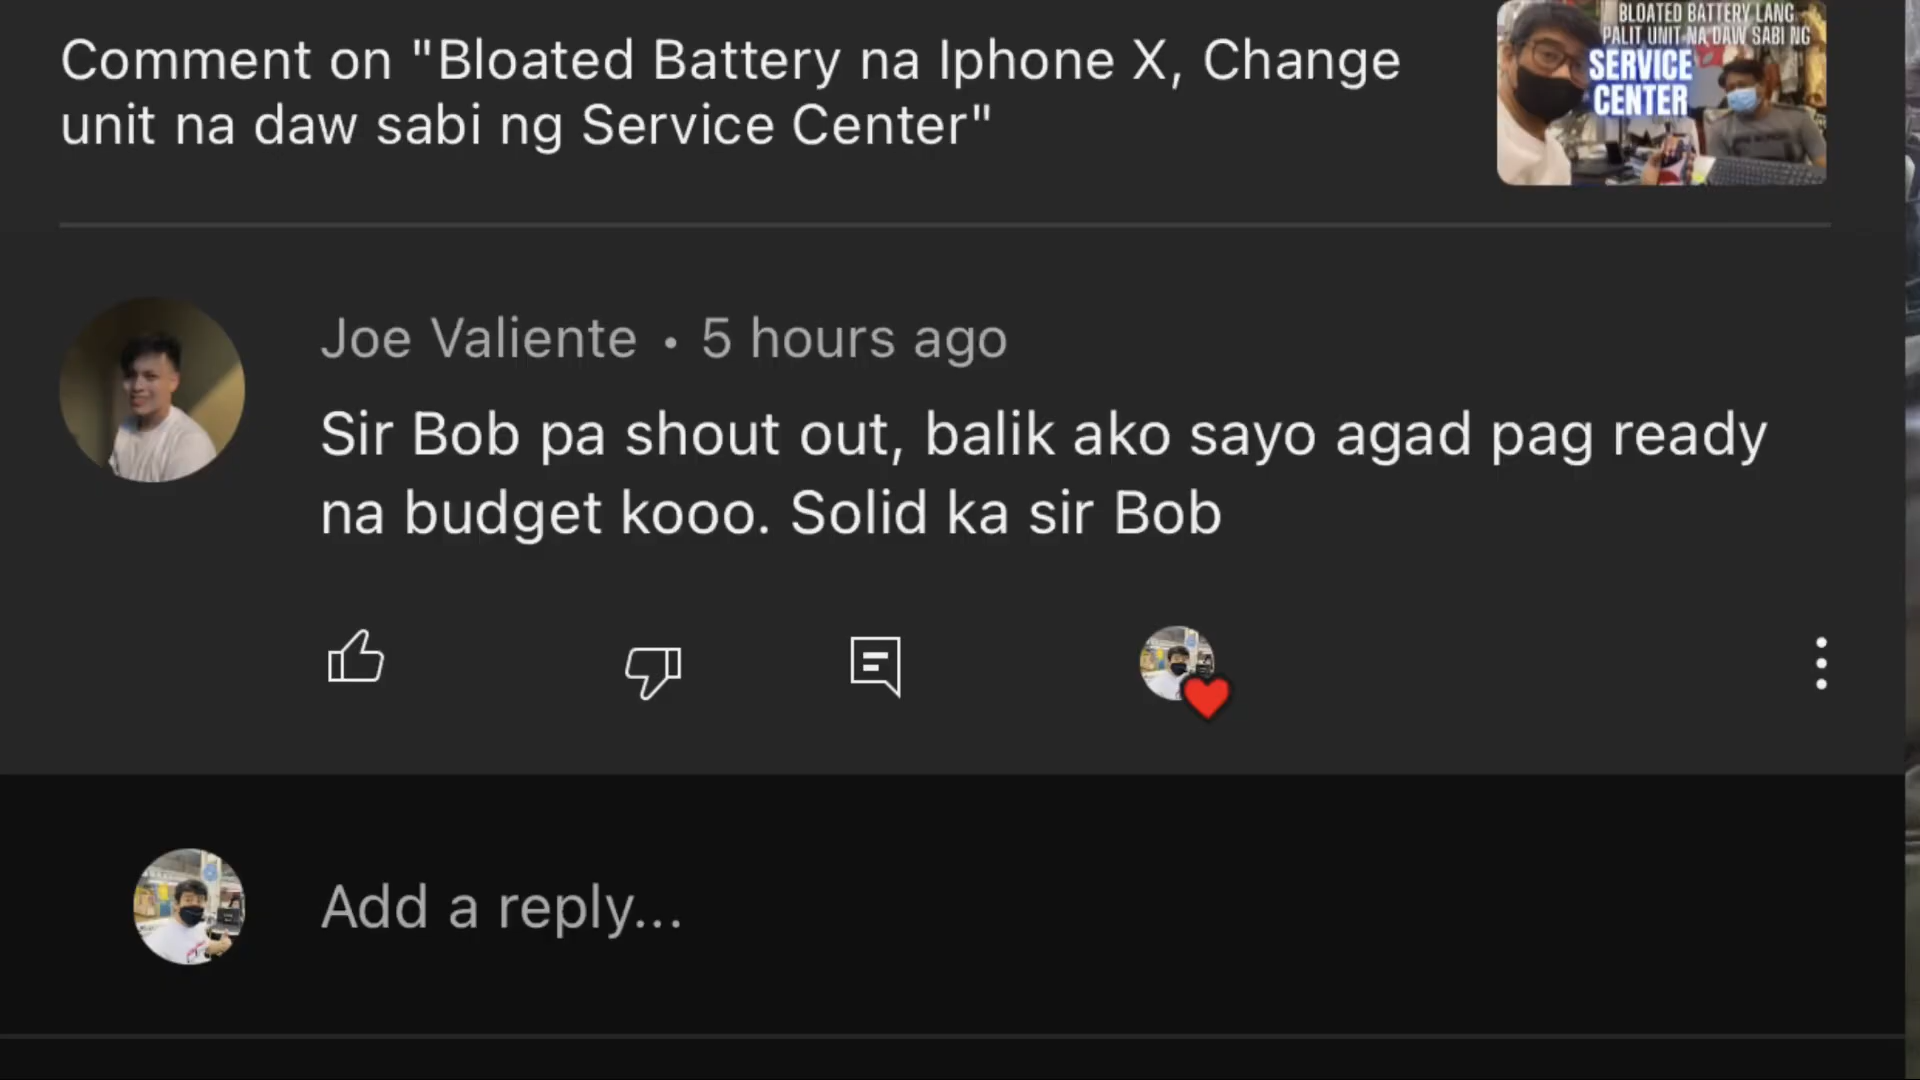 Comment on "Bloated Battery na Iphone X, Change
unit na daw sabi ng Service Center"
BLOATED BATTERY LANG
PALIT UNIT NA DAW SABI NG
SERVICE
CENTER
Joe Valiente • 5 hours ago
Sir Bob pa shout out, balik ako sayo agad pag ready
na budget kooo. Solid ka sir Bob
Add a reply...